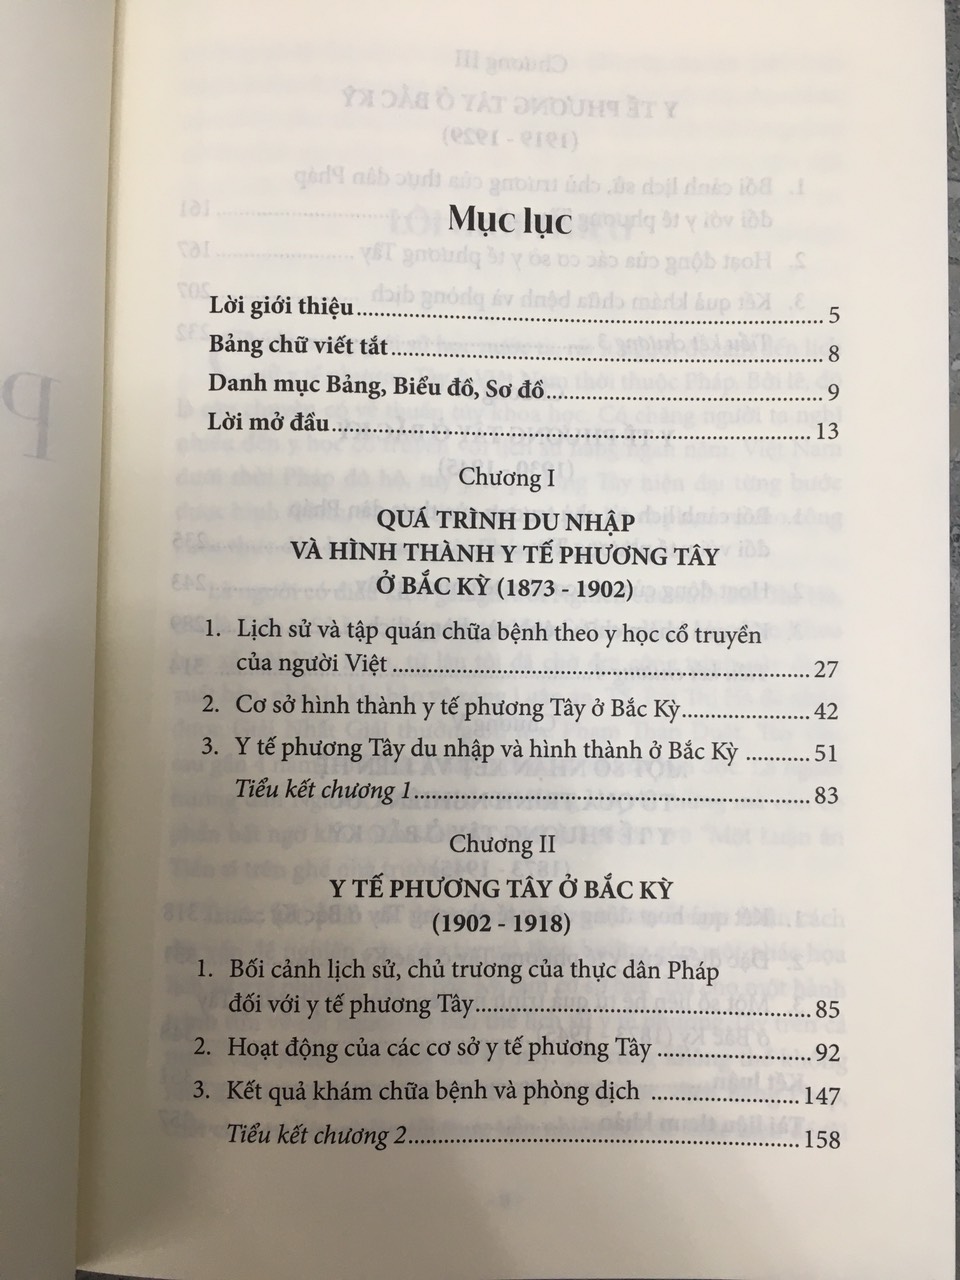 Mục lục
Lời giới thiệu 5
Bảng chữ viết tắt 8
Danh mục Bảng, Biểu đồ, Sơ đồ 9
Lời mở đầu 13
Chương I
QUÁ TRÌNH DU NHẬP
VÀ HÌNH THÀNH Y TẾ PHƯƠNG TÂY
Ở BẮC KỲ (1873 - 1902)
1. Lịch sử và tập quán chữa bệnh theo y học cổ truyền
của người Việt 27
2. Cơ sở hình thành y tế phương Tây ở Bắc Kỳ 42
3. Y tế phương Tây du nhập và hình thành ở Bắc Kỳ 51
Tiểu kết chương 1 83
Chương II
Y TẾ PHƯƠNG TÂY Ở BẮC KỲ
(1902 - 1918)
1. Bối cảnh lịch sử, chủ trương của thực dân Pháp
đối với y tế phương Tây 85
2. Hoạt động của các cơ sở y tế phương Tây 92
3. Kết quả khám chữa bệnh và phòng dịch 147
Tiểu kết chương 2 158